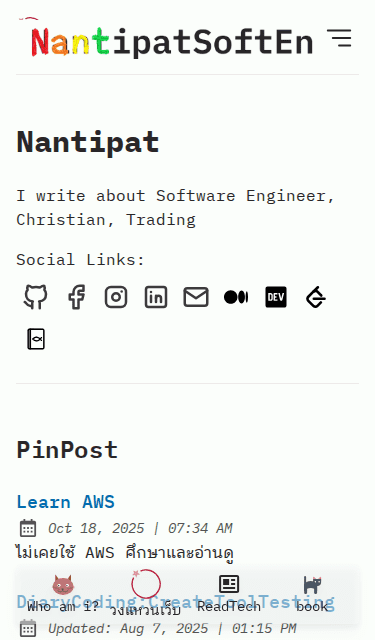 NantipatSoftEn
Nantipat
I write about Software Engineer,
Christian, Trading
Social Links:
DEV
PinPost
Learn AWS
Oct 18, 2025 | 07:34 AM
ไม่เคยใช้ AWS ศึกษาและอ่านดู
DiaryCoding:CreateToolTesting
Who am i? วงแหวนเว็บ ReadTech book
Updated: Aug 7, 2025 | 01:15 PM